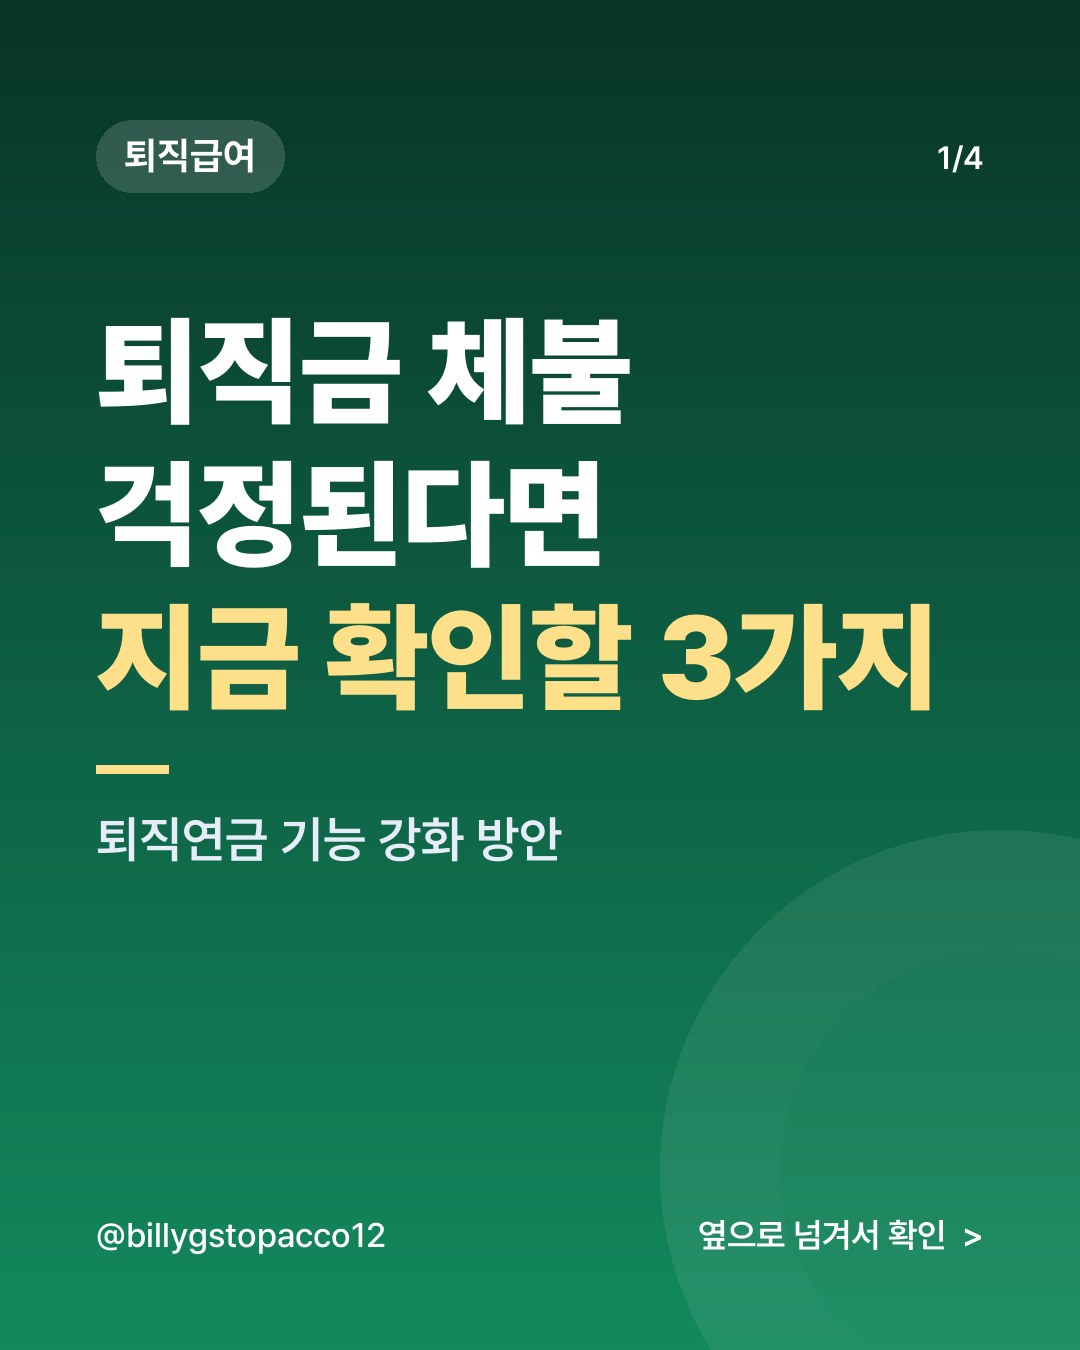 퇴직급여
1/4
퇴직금 체불
걱정된다면
지금 확인할 3가지
퇴직연금 기능 강화 방안
@billygstopacco12
옆으로 넘겨서 확인 >